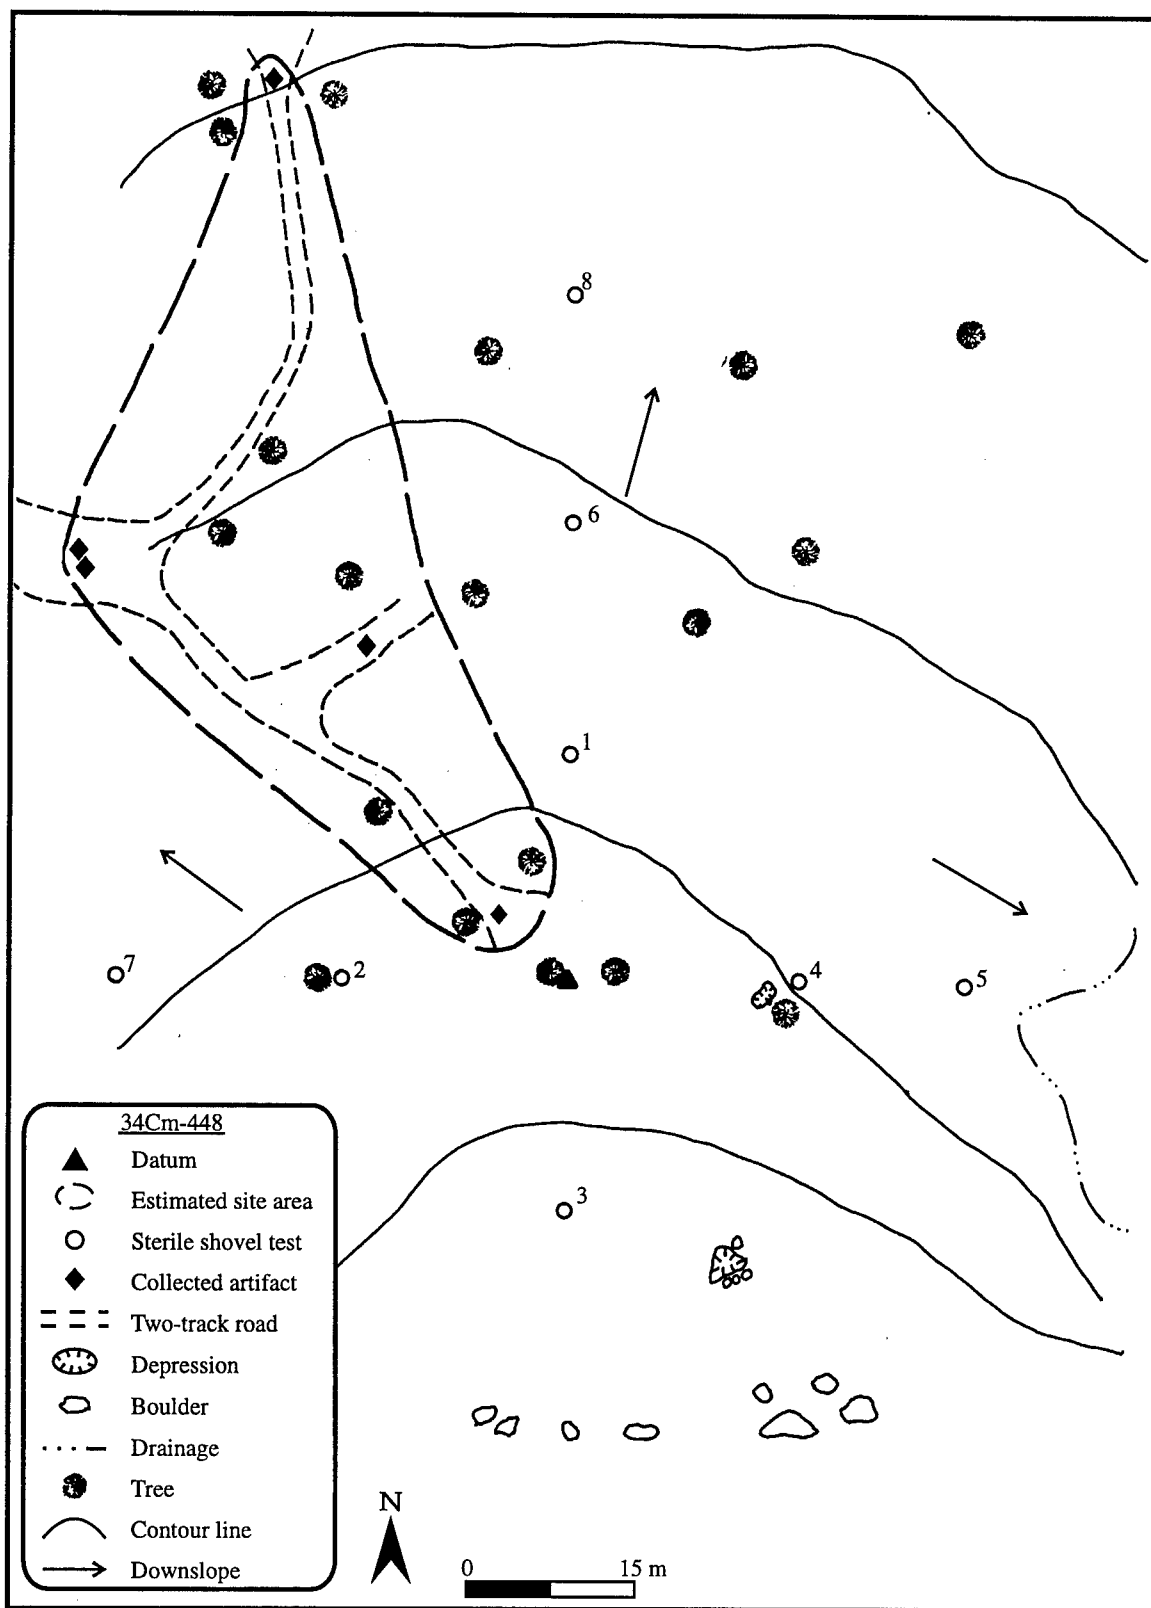 8
6
1
7
2
4
5
3
34Cm-448
Datum
Estimated site area
Sterile shovel test
Collected artifact
Two-track road
Depression
Boulder
Drainage
Tree
Contour line
Downslope
N
0 15 m